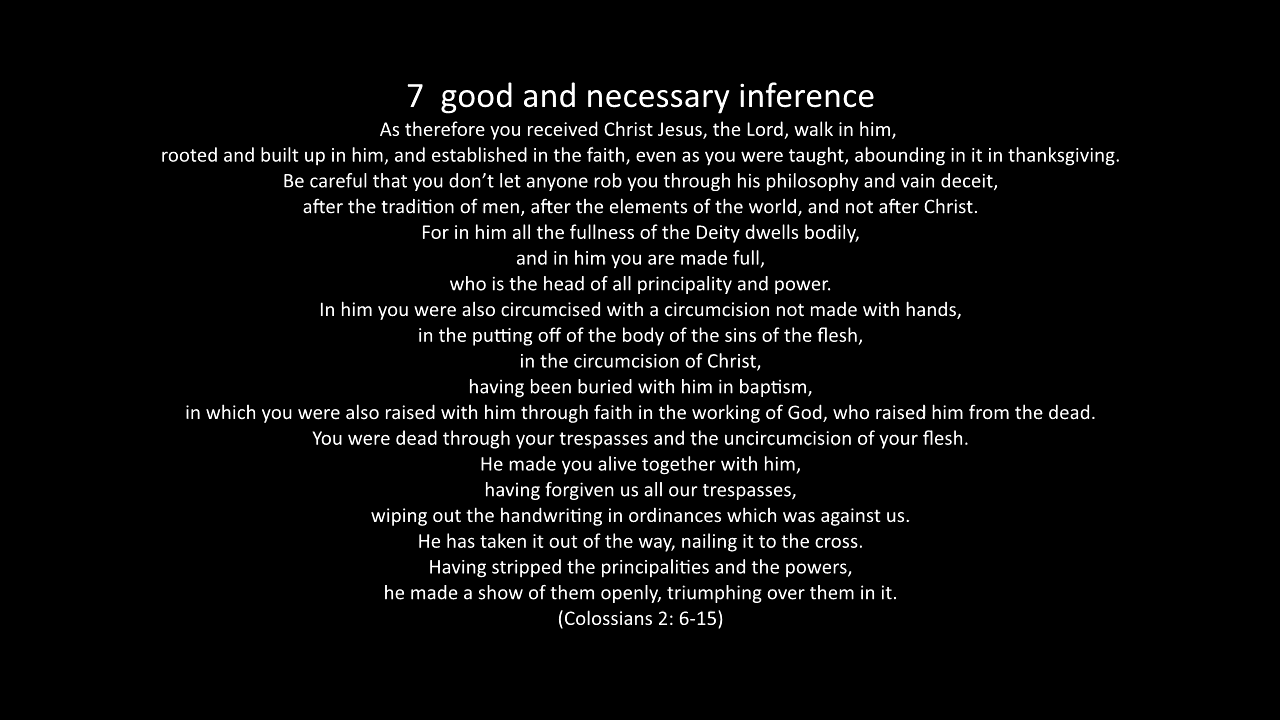 7  good and necessary inference
As therefore you received Christ Jesus, the Lord, walk in him,
rooted and built up in him, and established in the faith, even as you were taught, abounding in it in thanksgiving.
Be careful that you don’t let anyone rob you through his philosophy and vain deceit,
after the tradition of men, after the elements of the world, and not after Christ.
For in him all the fullness of the Deity dwells bodily,
and in him you are made full,
who is the head of all principality and power.
In him you were also circumcised with a circumcision not made with hands,
in the putting off of the body of the sins of the flesh,
in the circumcision of Christ,
having been buried with him in baptism,
in which you were also raised with him through faith in the working of God, who raised him from the dead.
You were dead through your trespasses and the uncircumcision of your flesh.
He made you alive together with him,
having forgiven us all our trespasses,
wiping out the handwriting in ordinances which was against us.
He has taken it out of the way, nailing it to the cross.
Having stripped the principalities and the powers,
he made a show of them openly, triumphing over them in it.
(Colossians 2: 6-15)